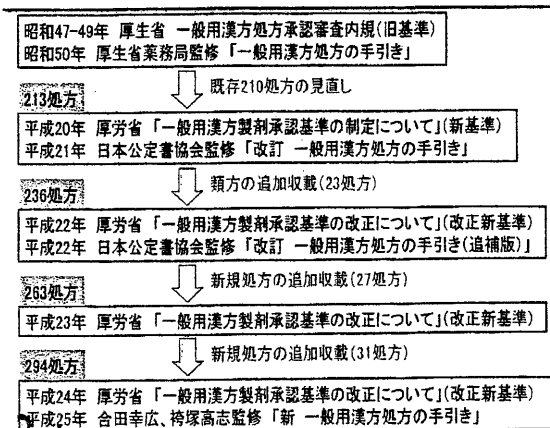 昭和47-49年 厚生省 一般用漢方処方承認審査内規(旧基準)
昭和50年 厚生省薬務局監修「一般用漢方処方の手引き」
既存210処方の見直し
213処方
平成20年 厚労省「一般用漢方製剤承認基準の制定について」(新基準)
平成21年 日本公定書協会監修「改訂 一般用漢方処方の手引き」
類方の追加収載(23処方)
236処方
平成22年 厚労省「一般用漢方製剤承認基準の改正について」(改正新基準)
平成22年 日本公定書協会監修「改訂 一般用漢方処方の手引き(追補版)」
新規処方の追加収載(27処方)
263処方
平成23年 厚労省「一般用漢方製剤承認基準の改正について」(改正新基準)
新規処方の追加収載(31処方)
294処方
平成24年 厚労省「一般用漢方製剤承認基準の改正について」(改正新基準)
平成25年 合田幸広、袴塚高志監修「新 一般用漢方処方の手引き」